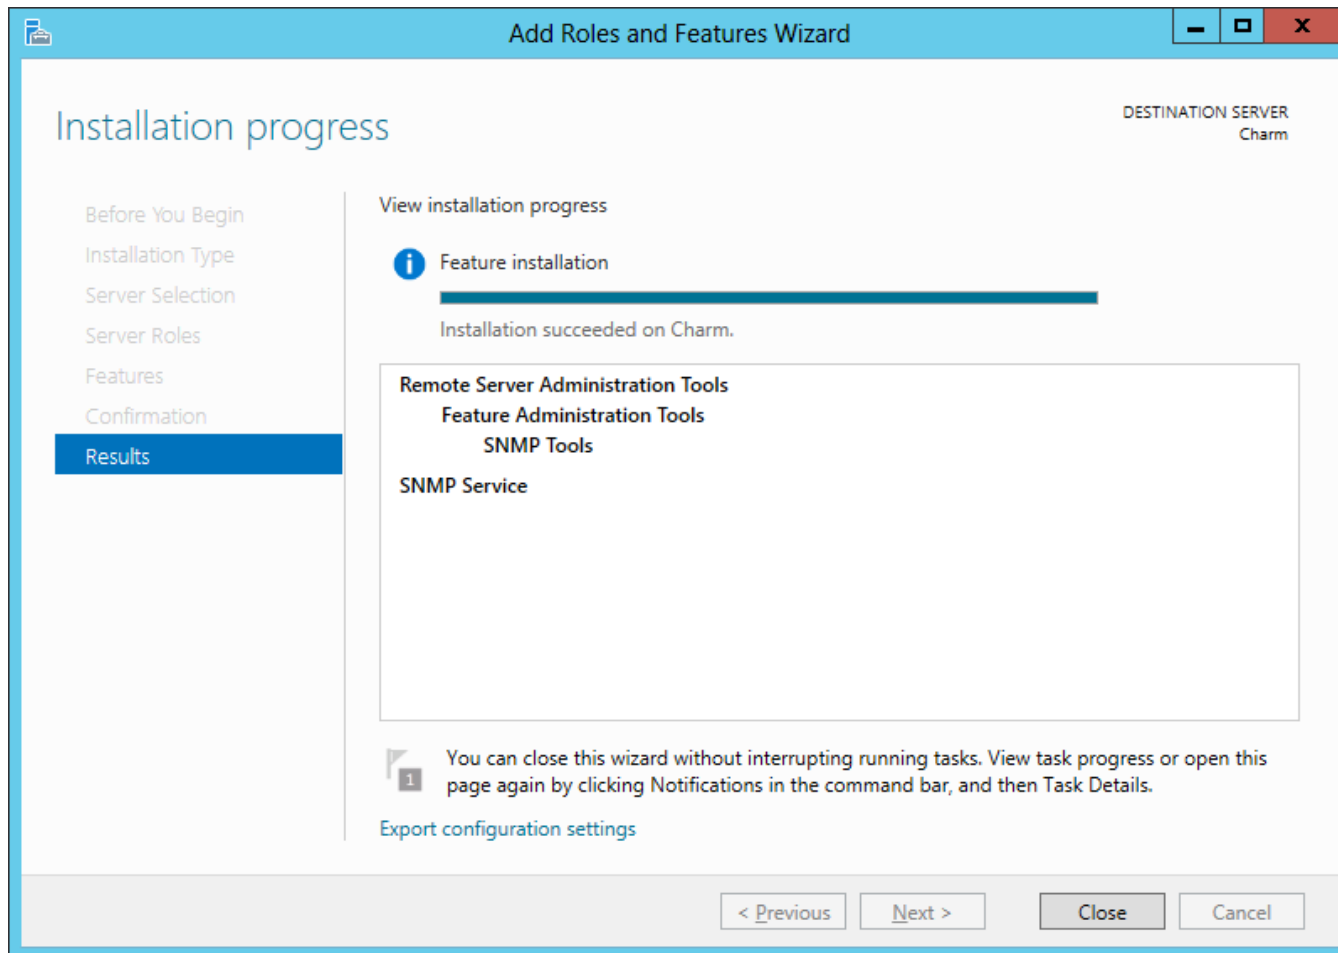 Add Roles and Features Wizard
Installation progress
DESTINATION SERVER
Charm
Before You Begin
Installation Type
Server Selection
Server Roles
Features
Confirmation
Results
View installation progress
i
Feature installation
Installation succeeded on Charm.
Remote Server Administration Tools
Feature Administration Tools
SNMP Tools
SNMP Service
1
You can close this wizard without interrupting running tasks. View task progress or open this
page again by clicking Notifications in the command bar, and then Task Details.
Export configuration settings
< Previous
Next >
Close
Cancel